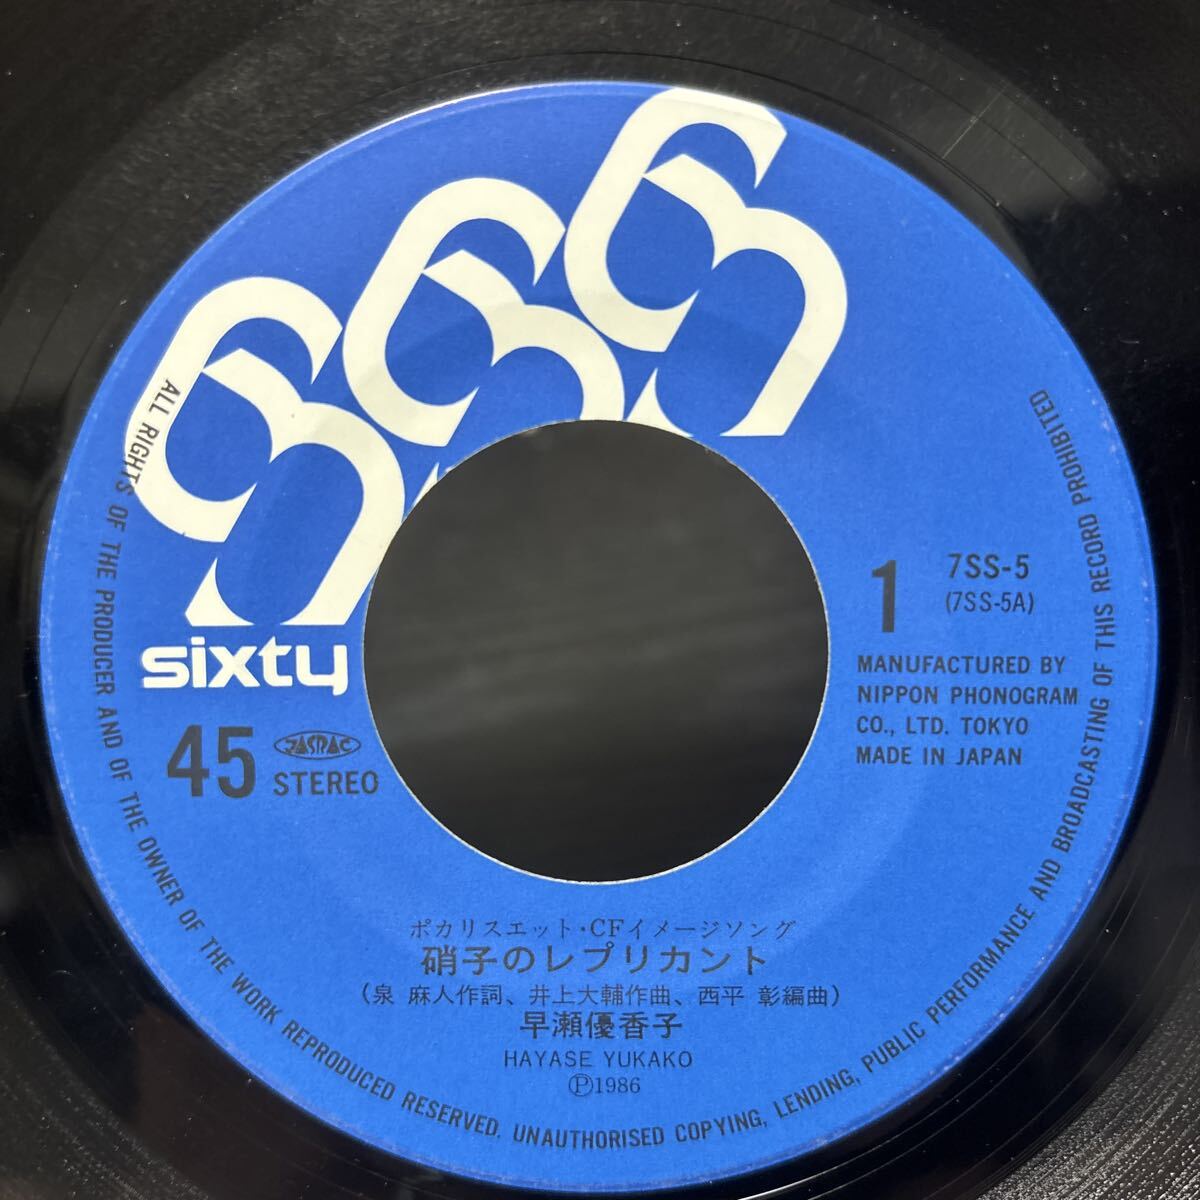 sixty
45
JASRAC
STEREO
1
7SS-5
(7SS-5A)
MANUFACTURED BY
NIPPON PHONOGRAM
CO., LTD. TOKYO
MADE IN JAPAN
ポカリスエット・CFイメージソング
硝子のレプリカント
(泉 麻人作詞、井上大輔作曲、西平 彰編曲)
早瀬優香子
HAYASE YUKAKO
Ⓟ1986
ALL RIGHTS OF THE PRODUCER AND OF THE OWNER OF THE WORK REPRODUCED RESERVED. UNAUTHORISED COPYING, LENDING, PUBLIC PERFORMANCE AND BROADCASTING OF THIS RECORD PROHIBITED